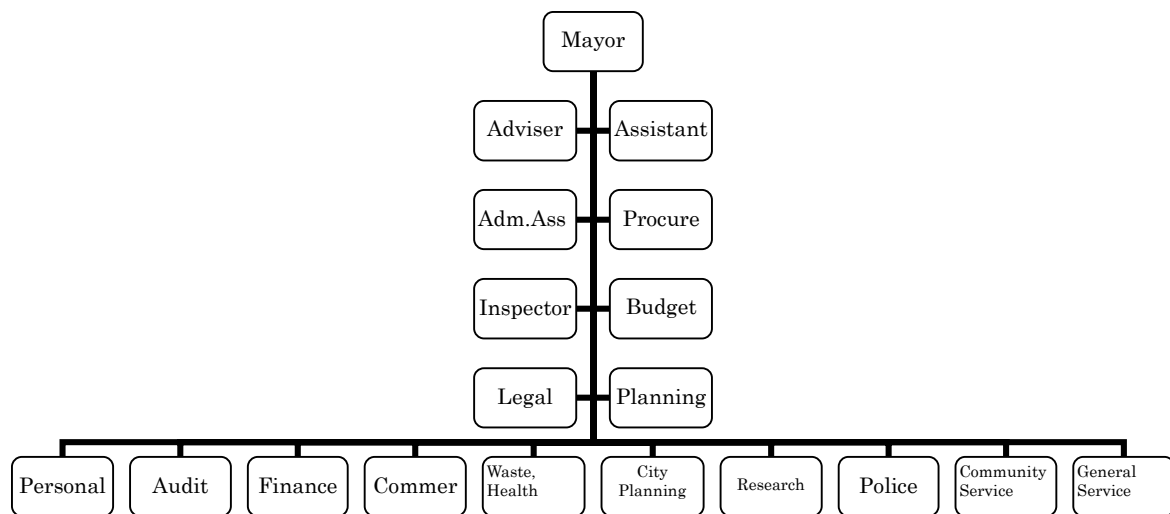 Mayor
Adviser
Assistant
Adm.Ass
Procure
Inspector
Budget
Legal
Planning
Personal
Audit
Finance
Commer
Waste,
Health
City
Planning
Research
Police
Community
Service
General
Service